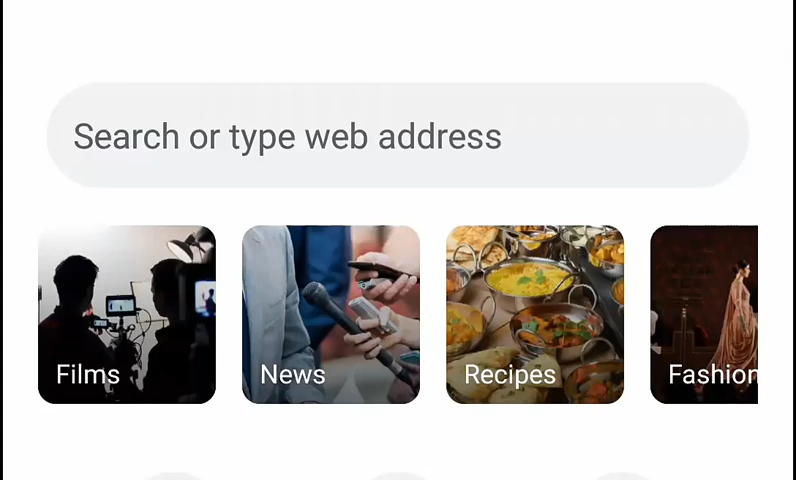 Search or type web address
Films
News
Recipes
Fashion